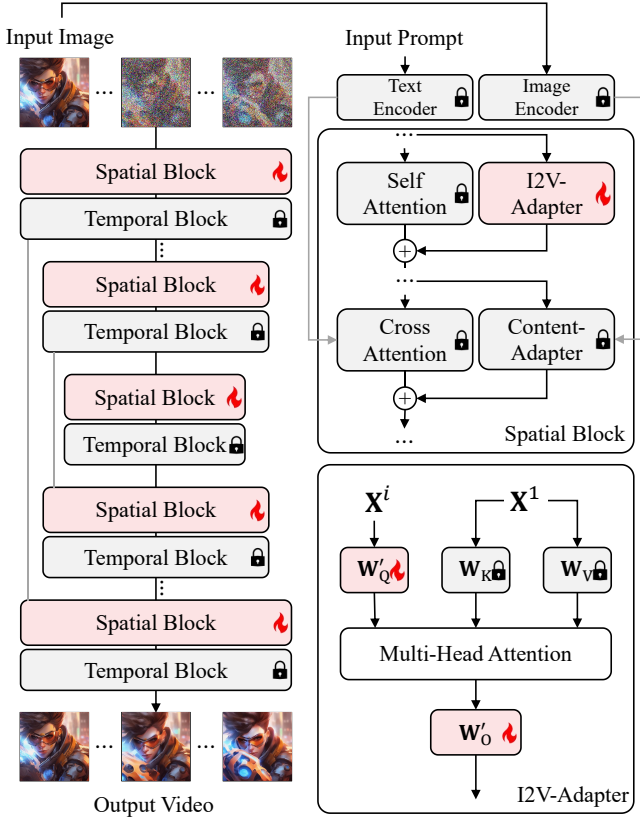 Input Image
... ...
Spatial Block
Temporal Block
...
Spatial Block
Temporal Block
Spatial Block
Temporal Block
Spatial Block
Temporal Block
...
Spatial Block
Temporal Block
... ...
Output Video
Input Prompt
Text
Encoder
Image
Encoder
...
Self
Attention
I2V-
Adapter
+
...
Cross
Attention
Content-
Adapter
+
...
Spatial Block
X^i
X^1
W′_Q
W_K
W_V
Multi-Head Attention
W′_O
I2V-Adapter